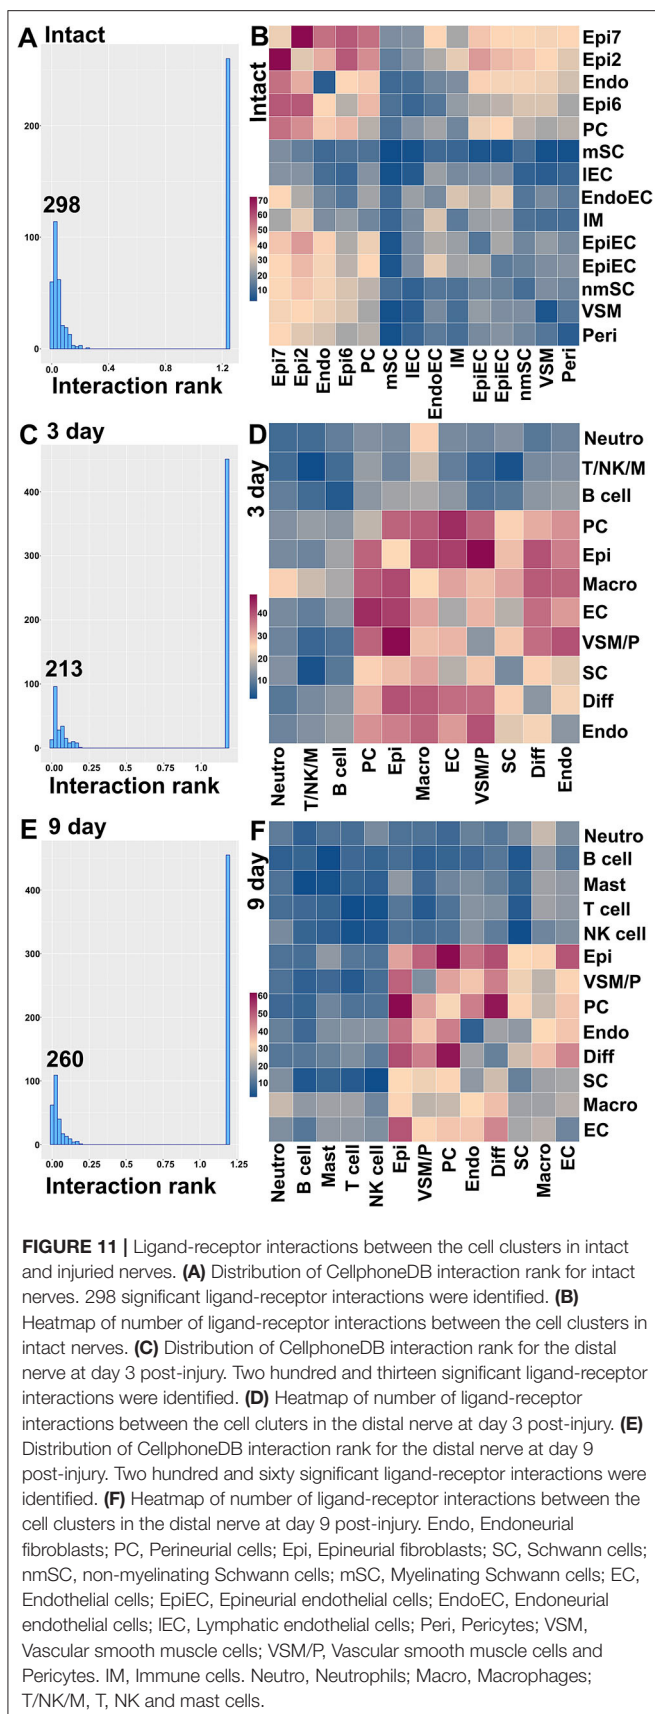 A Intact
200
298
100
0
0.0 0.4 0.8 1.2
Interaction rank
B
Intact
70
60
50
40
30
20
10
Epi7
Epi2
Endo
Epi6
PC
mSC
IEC
EndoEC
IM
EpiEC
EpiEC
nmSC
VSM
Peri
Epi7 Epi2 Endo Epi6 PC mSC IEC EndoEC IM EpiEC EpiEC nmSC VSM Peri
C 3 day
400
300
200
213
100
0
0.00 0.25 0.5 0.75 1.0
Interaction rank
D
3 day
40
30
20
10
Neutro
T/NK/M
B cell
PC
Epi
Macro
EC
VSM/P
SC
Diff
Endo
Neutro T/NK/M B cell PC Epi Macro EC VSM/P SC Diff Endo
E 9 day
400
300
200
260
100
0
0.00 0.25 0.5 0.75 1.0 1.25
Interaction rank
F
9 day
60
50
40
30
20
10
Neutro
B cell
Mast
T cell
NK cell
Epi
VSM/P
PC
Endo
Diff
SC
Macro
EC
Neutro B cell Mast T cell NK cell Epi VSM/P PC Endo Diff SC Macro EC
FIGURE 11 | Ligand-receptor interactions between the cell clusters in intact
and injuried nerves. (A) Distribution of CellphoneDB interaction rank for intact
nerves. 298 significant ligand-receptor interactions were identified. (B)
Heatmap of number of ligand-receptor interactions between the cell clusters in
intact nerves. (C) Distribution of CellphoneDB interaction rank for the distal
nerve at day 3 post-injury. Two hundred and thirteen significant ligand-receptor
interactions were identified. (D) Heatmap of number of ligand-receptor
interactions between the cell cluters in the distal nerve at day 3 post-injury. (E)
Distribution of CellphoneDB interaction rank for the distal nerve at day 9
post-injury. Two hundred and sixty significant ligand-receptor interactions were
identified. (F) Heatmap of number of ligand-receptor interactions between the
cell clusters in the distal nerve at day 9 post-injury. Endo, Endoneurial
fibroblasts; PC, Perineurial cells; Epi, Epineurial fibroblasts; SC, Schwann cells;
nmSC, non-myelinating Schwann cells; mSC, Myelinating Schwann cells; EC,
Endothelial cells; EpiEC, Epineurial endothelial cells; EndoEC, Endoneurial
endothelial cells; lEC, Lymphatic endothelial cells; Peri, Pericytes; VSM,
Vascular smooth muscle cells; VSM/P, Vascular smooth muscle cells and
Pericytes. IM, Immune cells. Neutro, Neutrophils; Macro, Macrophages;
T/NK/M, T, NK and mast cells.